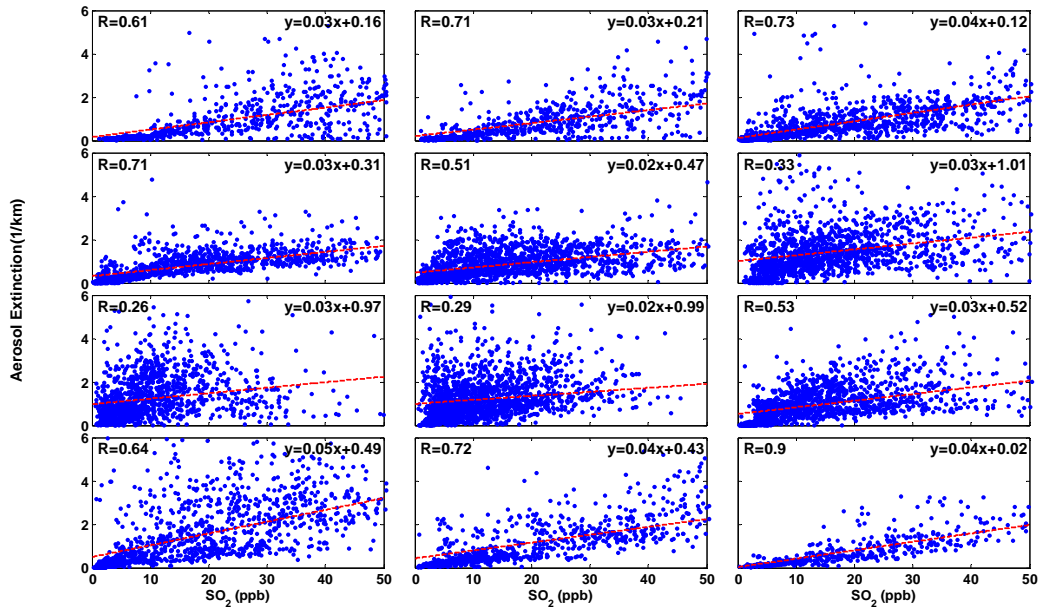 R=0.61 y=0.03x+0.16
R=0.71 y=0.03x+0.21
R=0.73 y=0.04x+0.12
6
4
2
0
R=0.71 y=0.03x+0.31
R=0.51 y=0.02x+0.47
R=0.33 y=0.03x+1.01
6
4
2
0
Aerosol Extinction(1/km)
R=0.26 y=0.03x+0.97
R=0.29 y=0.02x+0.99
R=0.53 y=0.03x+0.52
6
4
2
0
R=0.64 y=0.05x+0.49
R=0.72 y=0.04x+0.43
R=0.9 y=0.04x+0.02
6
4
2
0
0 10 20 30 40 50
0 10 20 30 40 50
0 10 20 30 40 50
SO2 (ppb)
SO2 (ppb)
SO2 (ppb)